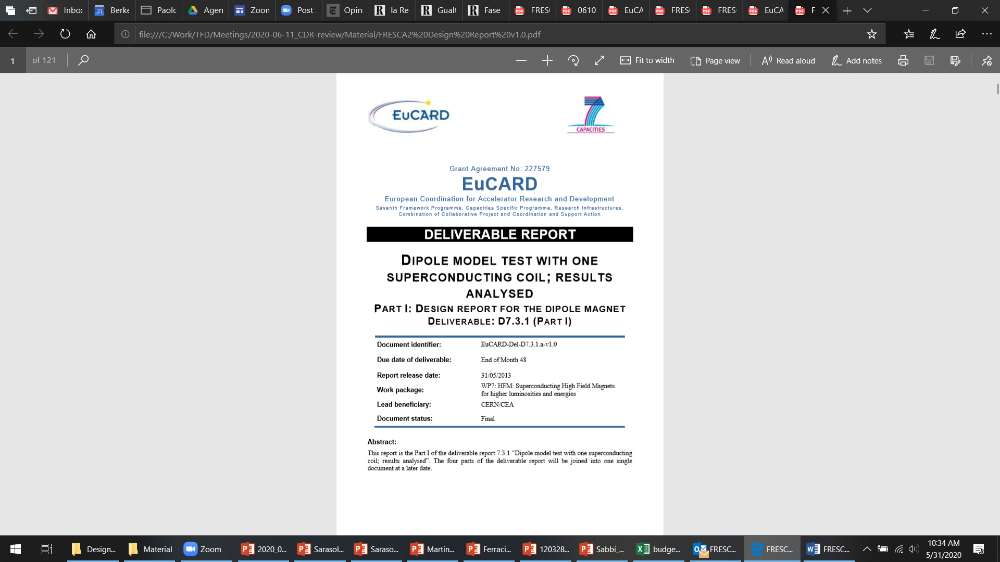 Inbo
31
Berke
Paolo
Agen
Zoon
Post .
Opin
la Re
Gualt
Fase
FRES
0610
EuCA
FRES
FRES
EuCA
F
file:///C:/Work/TFD/Meetings/2020-06-11_CDR-review/Material/FRESCA2%20Design%20Report%20v1.0.pdf
1 of 121
Fit to width
Page view
Read aloud
Add notes
EuCARD
7
CAPACITIES
Grant Agreement No: 227579
EuCARD
European Coordination for Accelerator Research and Development
Seventh Framework Programme, Capacities Specific Programme, Research Infrastructures,
Combination of Collaborative Project and Coordination and Support Action
DELIVERABLE REPORT
DIPOLE MODEL TEST WITH ONE
SUPERCONDUCTING COIL; RESULTS
ANALYSED
PART I: DESIGN REPORT FOR THE DIPOLE MAGNET
DELIVERABLE: D7.3.1 (PART I)
Document identifier: EuCARD-Del-D7.3.1.a-v1.0
Due date of deliverable: End of Month 48
Report release date: 31/05/2013
Work package: WP7: HFM: Superconducting High Field Magnets
for higher luminosities and energies
Lead beneficiary: CERN/CEA
Document status: Final
Abstract:
This report is the Part I of the deliverable report 7.3.1 “Dipole model test with one superconducting
coil; results analysed”. The four parts of the deliverable report will be joined into one single
document at a later date.
Design...
Material
Zoom
2020_0...
Sarasol...
Saraso...
Martin...
Ferraci...
120328...
Sabbi_...
budge...
FRESC...
FRESC...
FRESC...
10:34 AM
5/31/2020